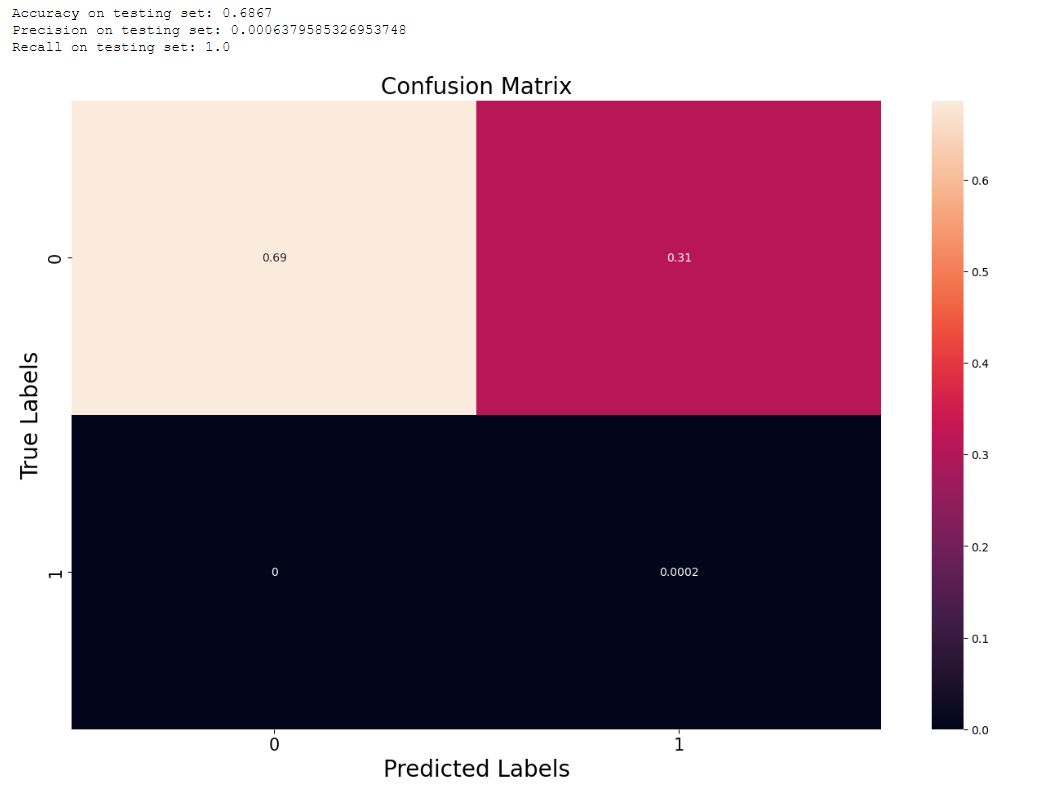 Accuracy on testing set: 0.6867
Precision on testing set: 0.0006379585326953748
Recall on testing set: 1.0
Confusion Matrix
0.69
0.31
0
0.0002
0
1
True Labels
0
1
Predicted Labels
0.6
0.5
0.4
0.3
0.2
0.1
0.0